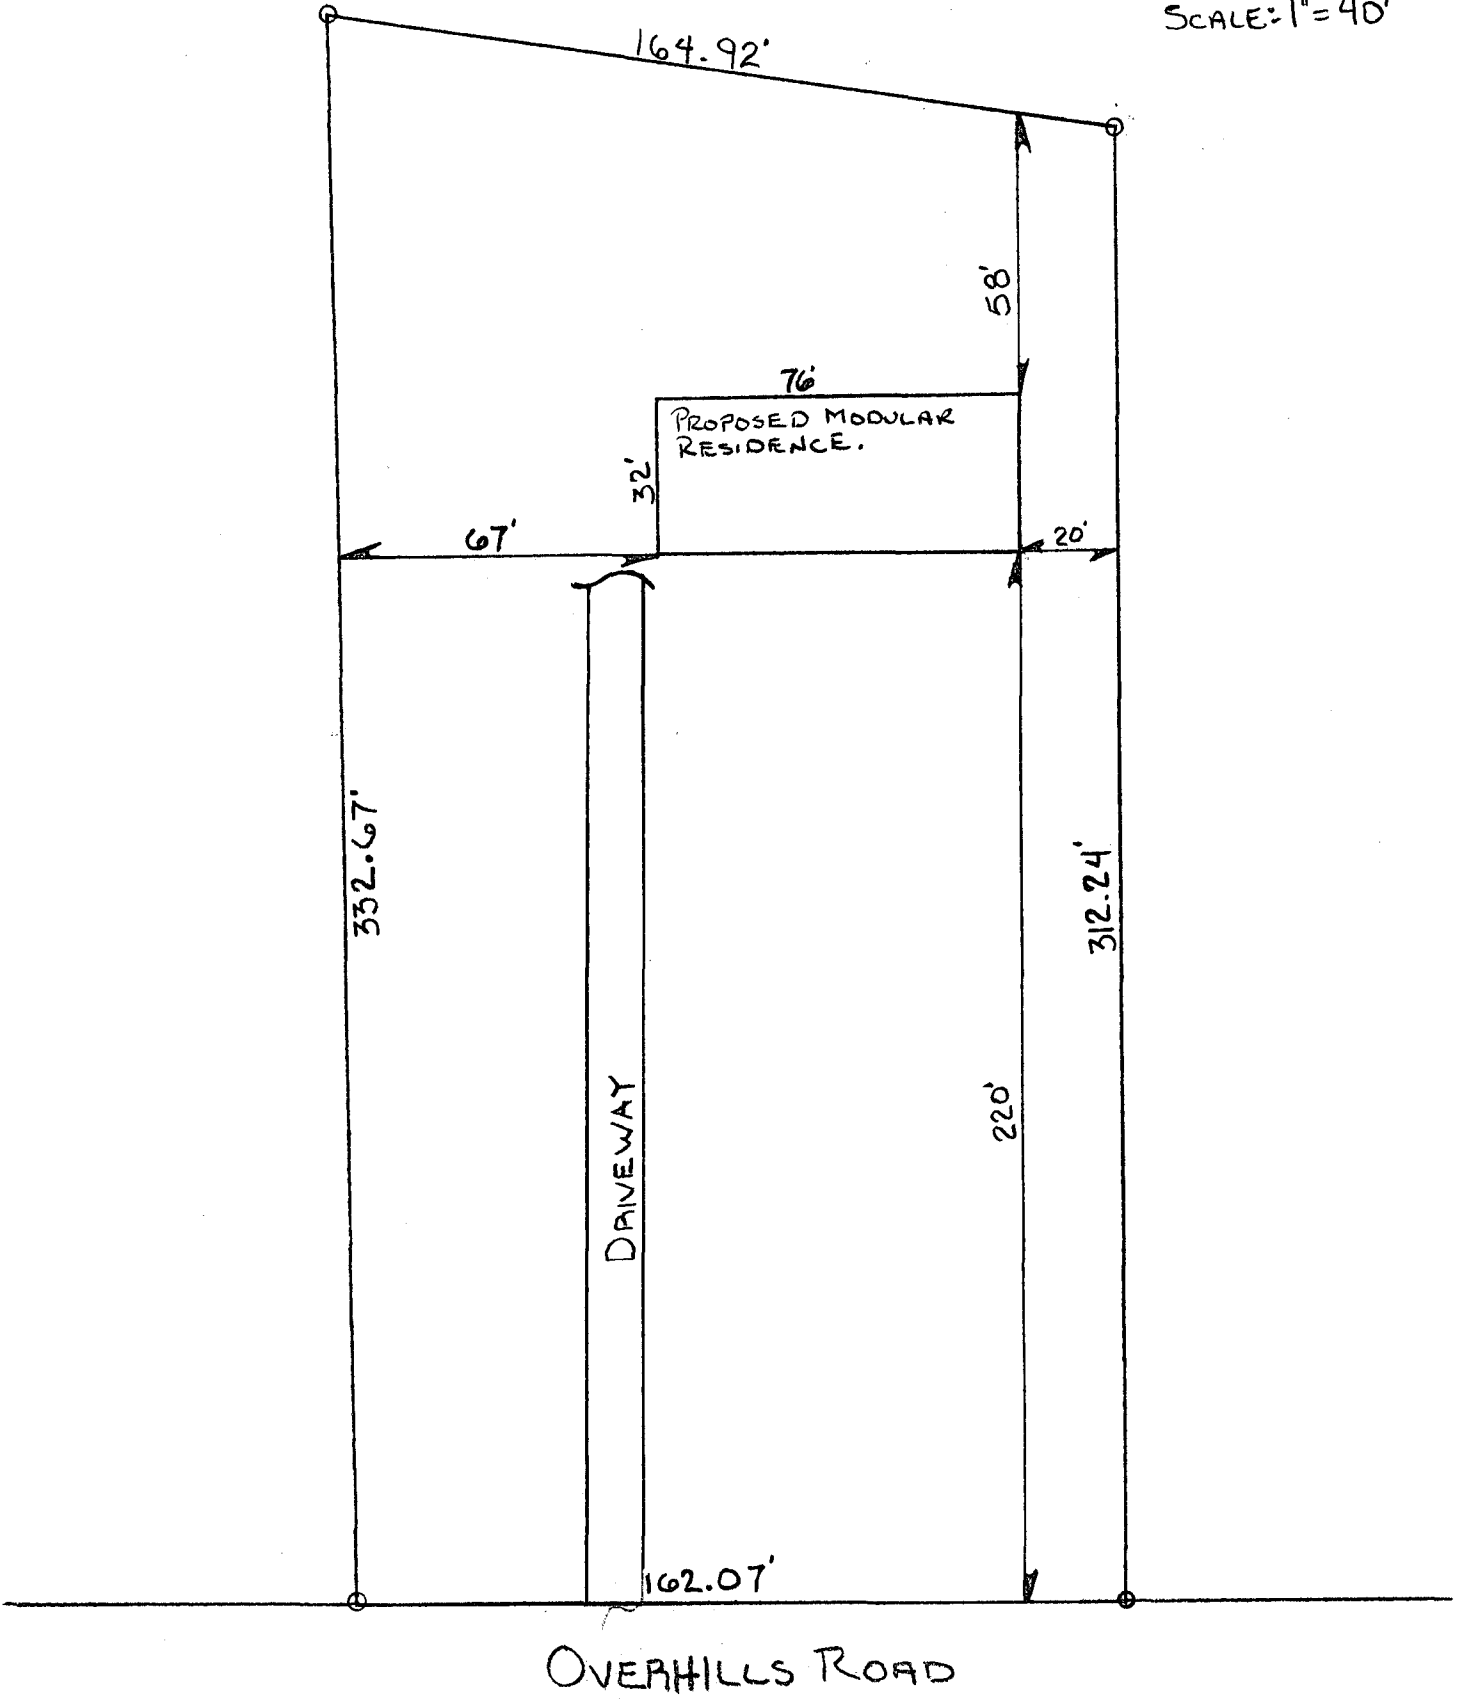 SCALE: 1"= 40'
164.92'
58'
76'
PROPOSED MODULAR
RESIDENCE.
32'
67'
20'
332.67'
312.24'
220'
DRIVEWAY
162.07'
OVERHILLS ROAD